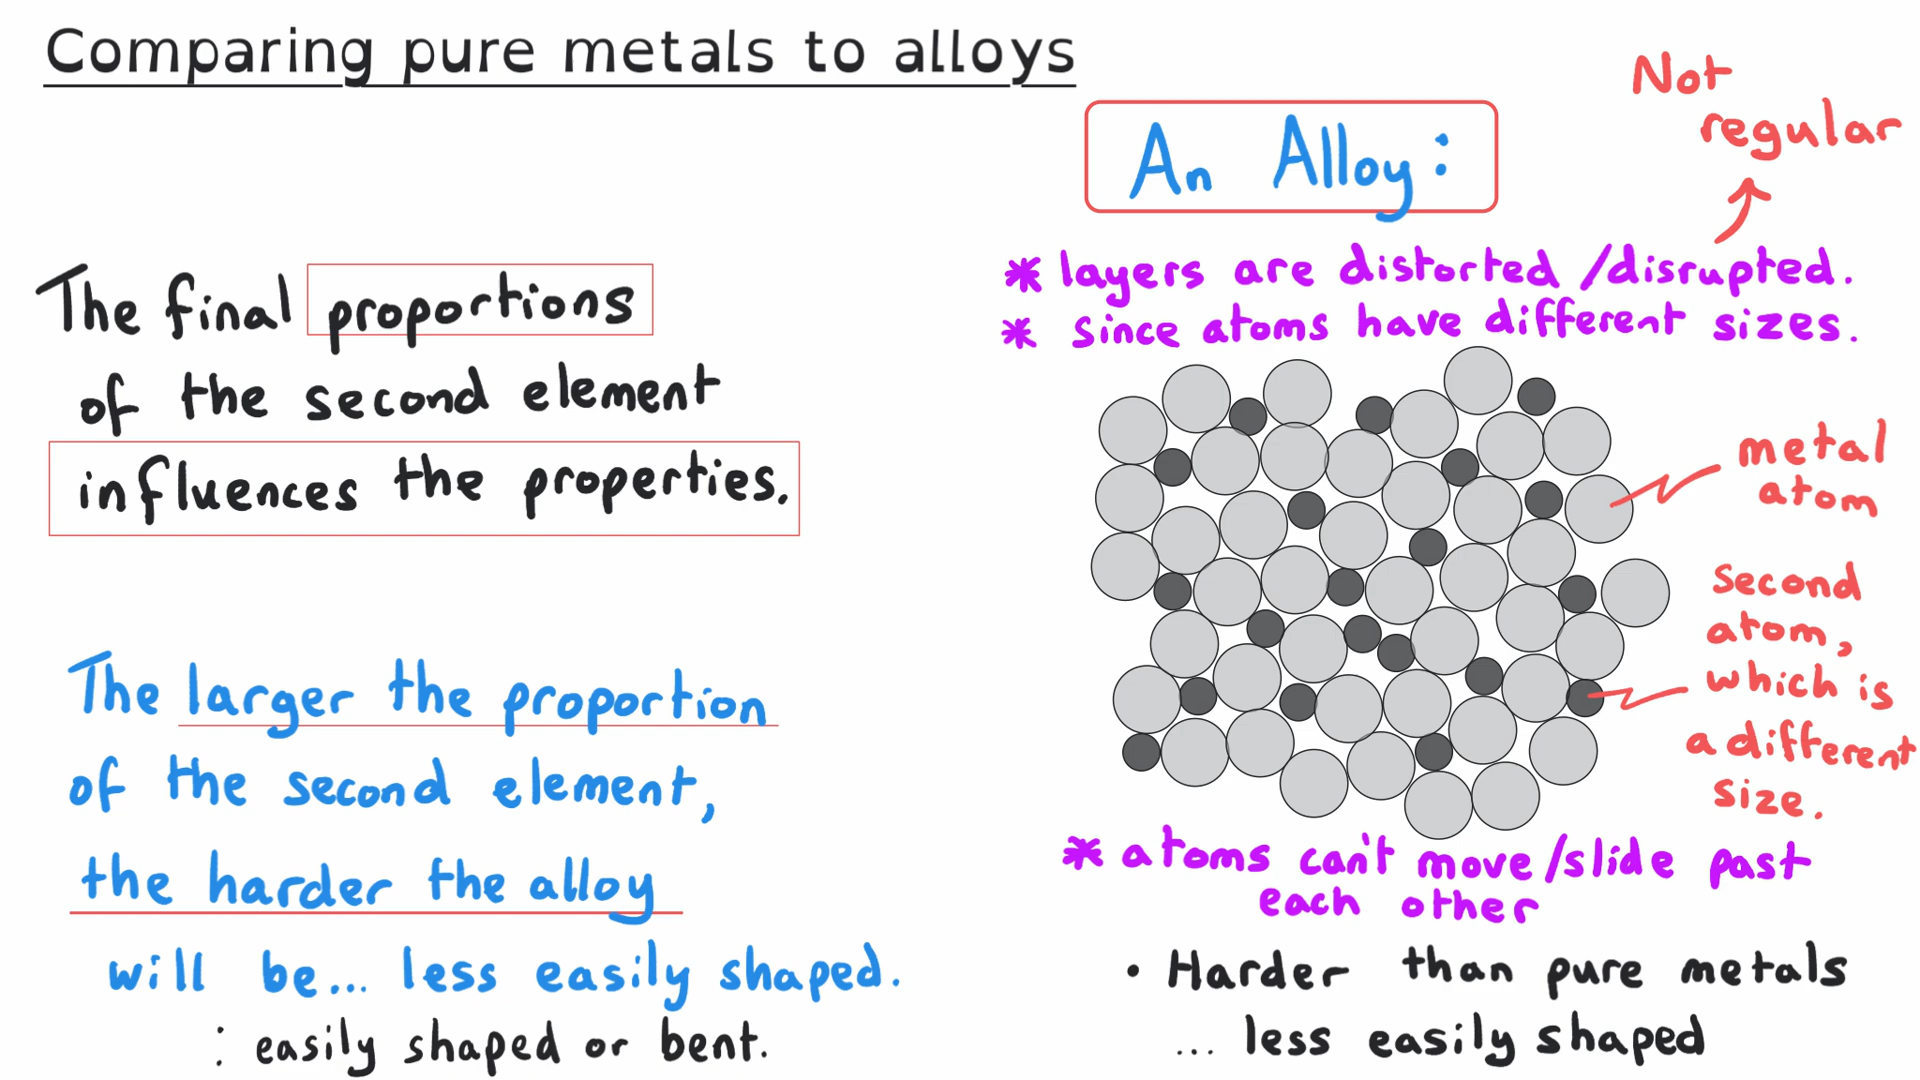 Comparing pure metals to alloys
The final proportions
of the second element
influences the properties.
The larger the proportion
of the second element,
the harder the alloy
will be... less easily shaped.
: easily shaped or bent.
An Alloy:
Not
regular
* layers are distorted/disrupted.
* since atoms have different sizes.
metal
atom
second
atom,
which is
a different
size.
* atoms can't move/slide past
each other
• Harder than pure metals
... less easily shaped